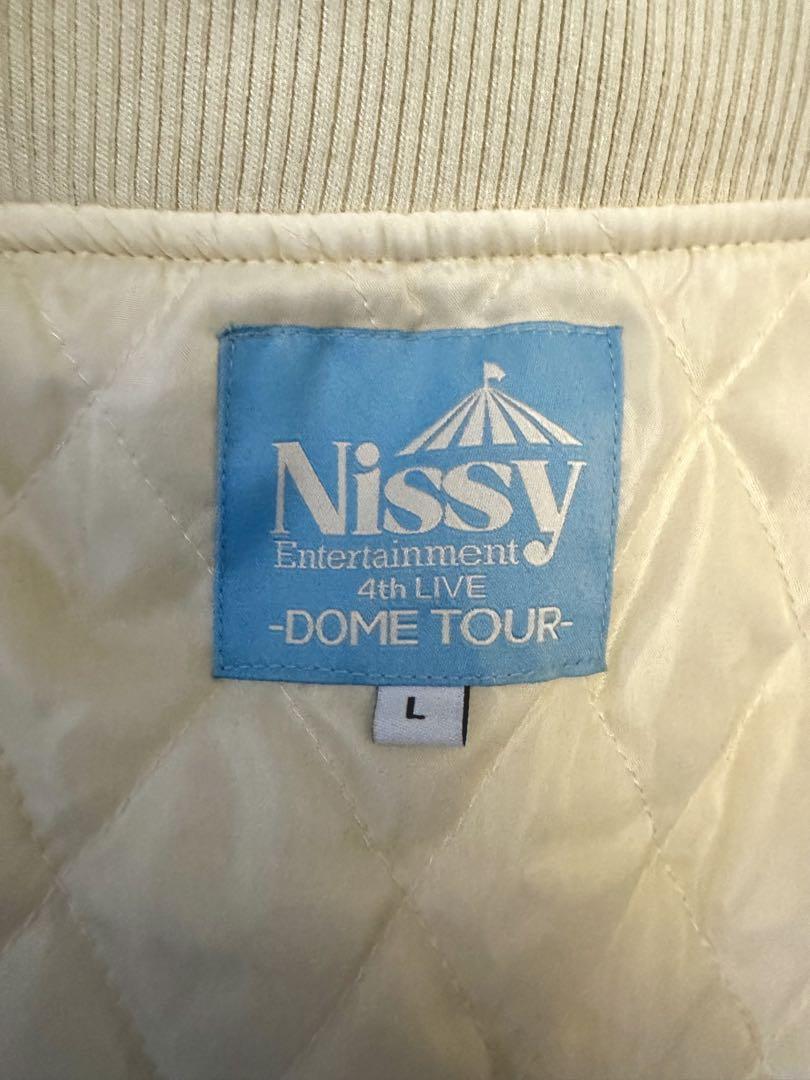 Nissy
Entertainment
4th LIVE
-DOME TOUR-
L